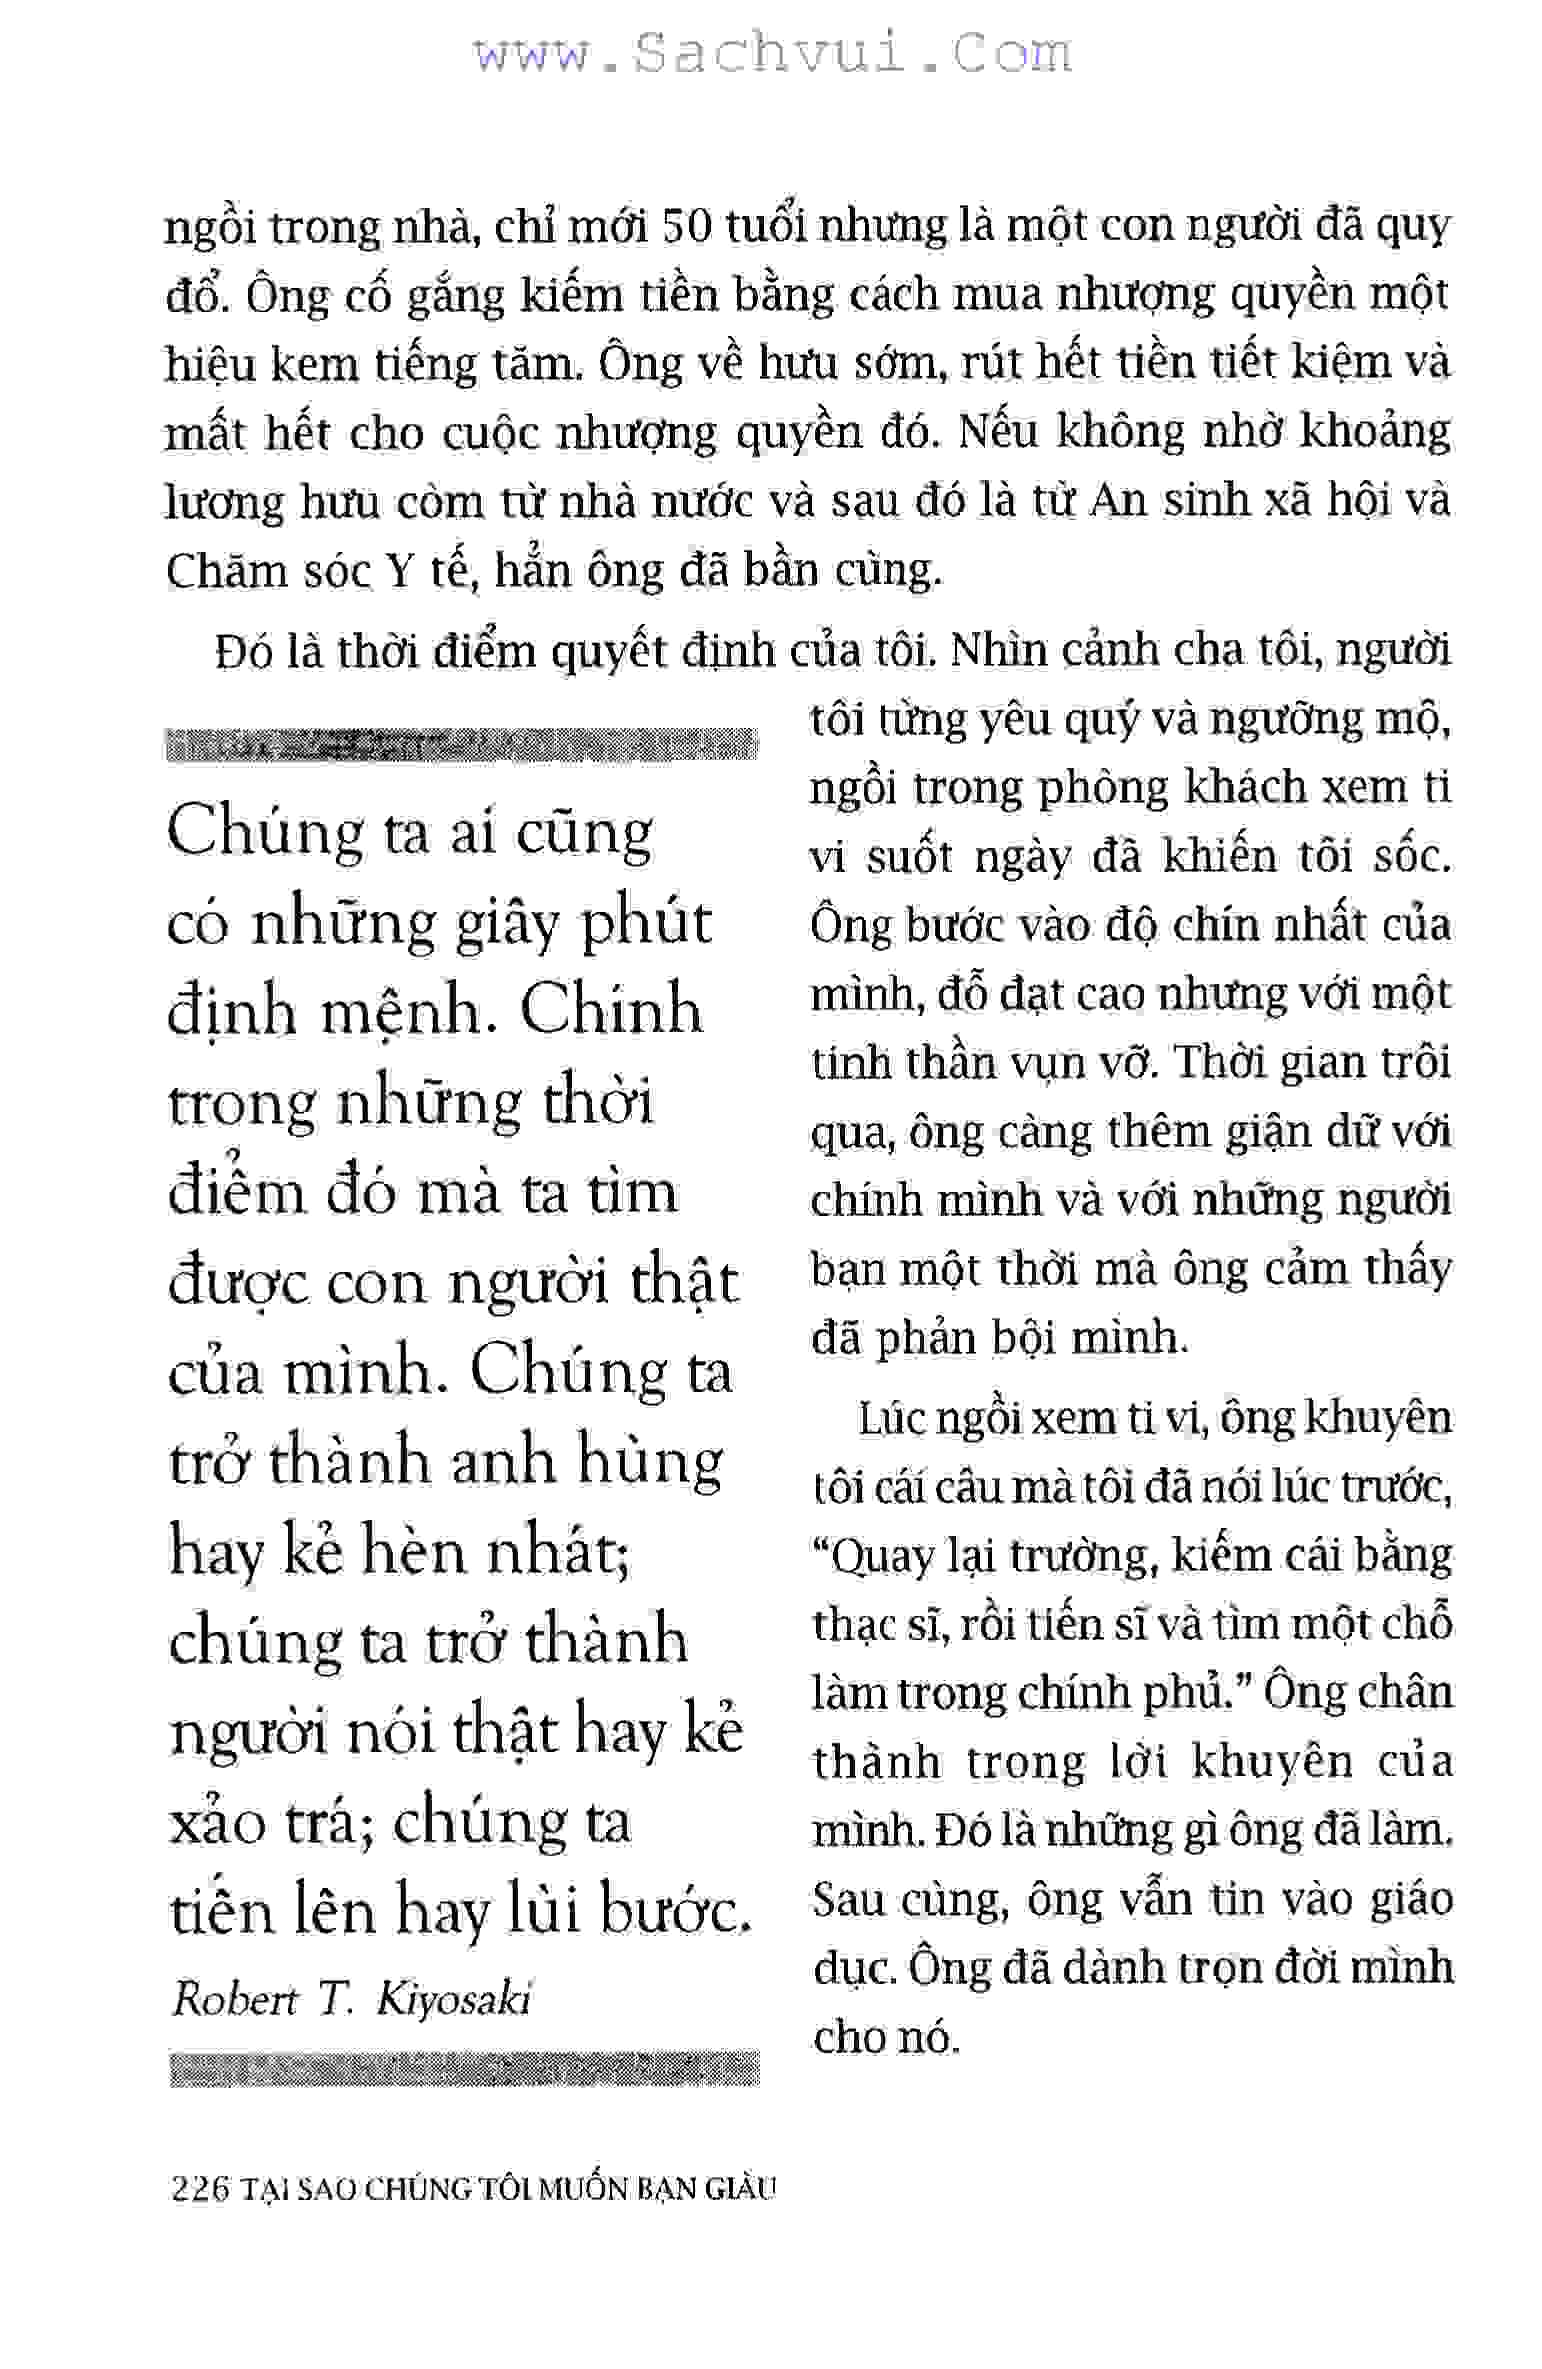 www.Sachvui.Com
ngồi trong nhà, chỉ mới 50 tuổi nhưng là một con người đã quy
đổ. Ông cố gắng kiếm tiền bằng cách mua nhượng quyền một
hiệu kem tiếng tăm. Ông về hưu sớm, rút hết tiền tiết kiệm và
mất hết cho cuộc nhượng quyền đó. Nếu không nhờ khoảng
lương hưu còm từ nhà nước và sau đó là từ An sinh xã hội và
Chăm sóc Y tế, hẳn ông đã bần cùng.
Đó là thời điểm quyết định của tôi. Nhìn cảnh cha tôi, người
tôi từng yêu quý và ngưỡng mộ,
ngồi trong phòng khách xem ti
vi suốt ngày đã khiến tôi sốc.
Ông bước vào độ chín nhất của
mình, đỗ đạt cao nhưng với một
tinh thần vụn vỡ. Thời gian trôi
qua, ông càng thêm giận dữ với
chính mình và với những người
bạn một thời mà ông cảm thấy
đã phản bội mình.
Lúc ngồi xem ti vi, ông khuyên
tôi cái câu mà tôi đã nói lúc trước,
“Quay lại trường, kiếm cái bằng
thạc sĩ, rồi tiến sĩ và tìm một chỗ
làm trong chính phủ.” Ông chân
thành trong lời khuyên của
mình. Đó là những gì ông đã làm.
Sau cùng, ông vẫn tin vào giáo
dục. Ông đã dành trọn đời mình
cho nó.
Chúng ta ai cũng
có những giây phút
định mệnh. Chính
trong những thời
điểm đó mà ta tìm
được con người thật
của mình. Chúng ta
trở thành anh hùng
hay kẻ hèn nhát;
chúng ta trở thành
người nói thật hay kẻ
xảo trá; chúng ta
tiến lên hay lùi bước.
Robert T. Kiyosaki
226 TẠI SAO CHÚNG TÔI MUỐN BẠN GIÀU